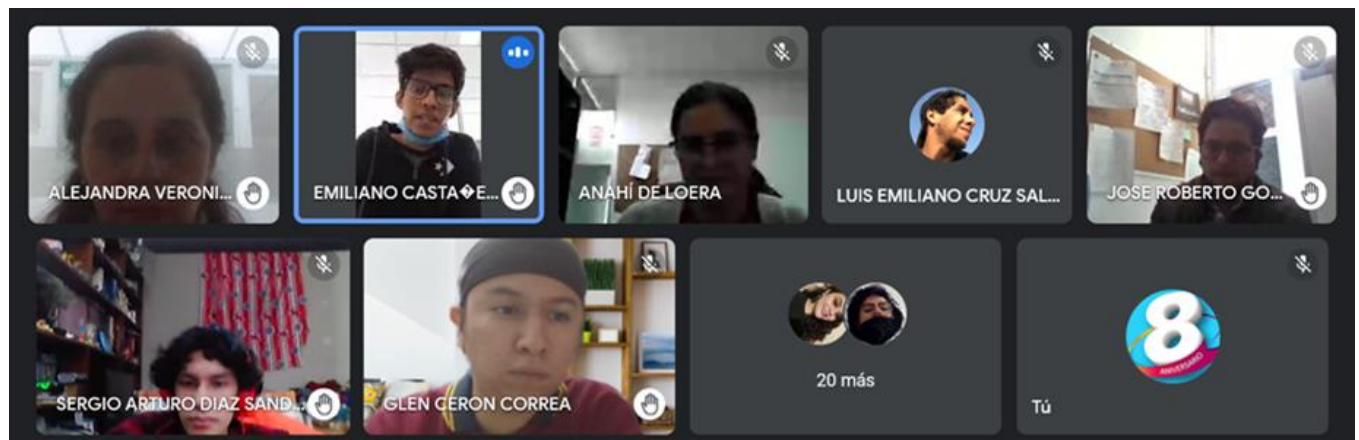 ALEJANDRA VERONI...
EMILIANO CASTA�E...
ANAHÍ DE LOERA
LUIS EMILIANO CRUZ SAL...
JOSE ROBERTO GO...
SERGIO ARTURO DIAZ SAND...
GLEN CERON CORREA
20 más
8
ANIVERSARIO
Tú